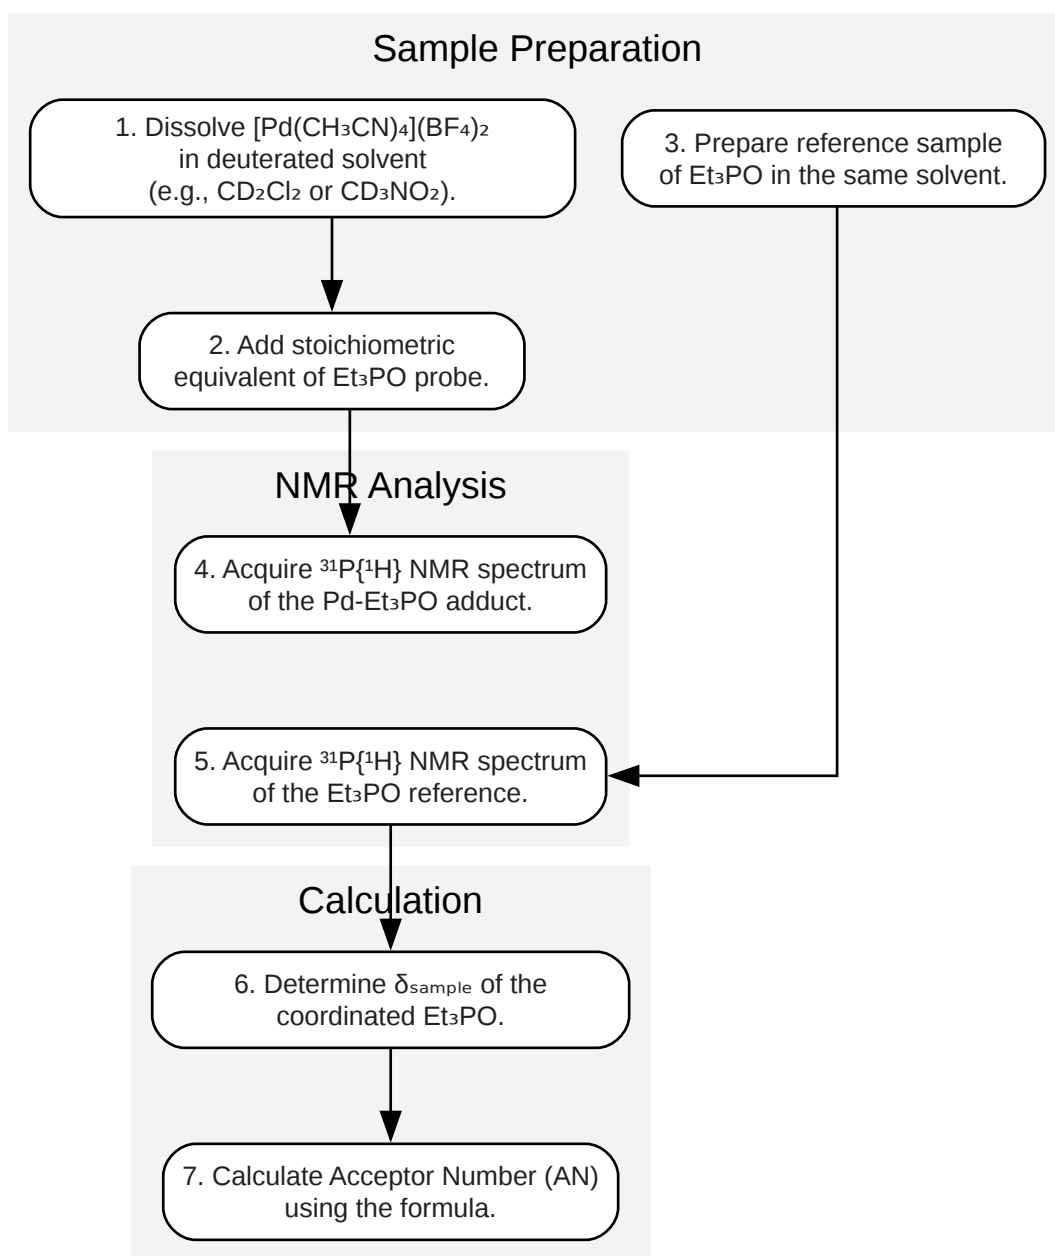 Sample Preparation
1. Dissolve [Pd(CH₃CN)₄](BF₄)₂
in deuterated solvent
(e.g., CD₂Cl₂ or CD₃NO₂).
3. Prepare reference sample
of Et₃PO in the same solvent.
2. Add stoichiometric
equivalent of Et₃PO probe.
NMR Analysis
4. Acquire ³¹P{¹H} NMR spectrum
of the Pd-Et₃PO adduct.
5. Acquire ³¹P{¹H} NMR spectrum
of the Et₃PO reference.
Calculation
6. Determine δₛₐₘₚₗₑ of the
coordinated Et₃PO.
7. Calculate Acceptor Number (AN)
using the formula.